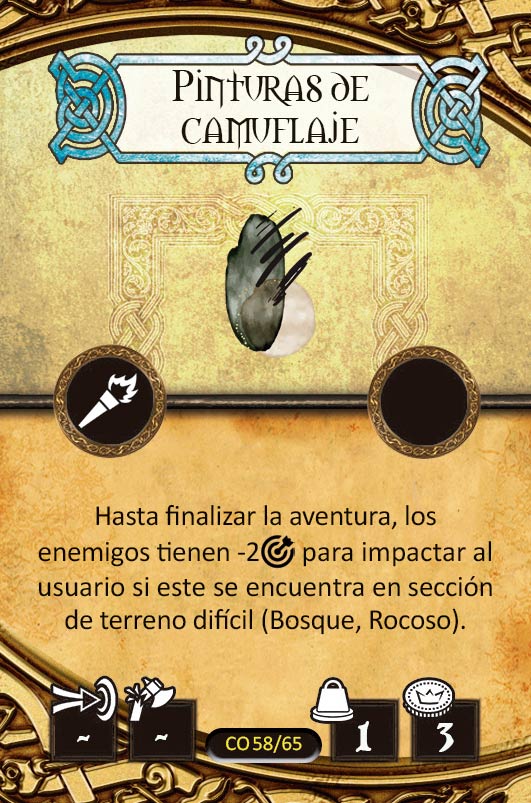 Pinturas de
camuflaje
Hasta finalizar la aventura, los
enemigos tienen -2 para impactar al
usuario si este se encuentra en sección
de terreno difícil (Bosque, Rocoso).
~ ~ CO 58/65 1 3